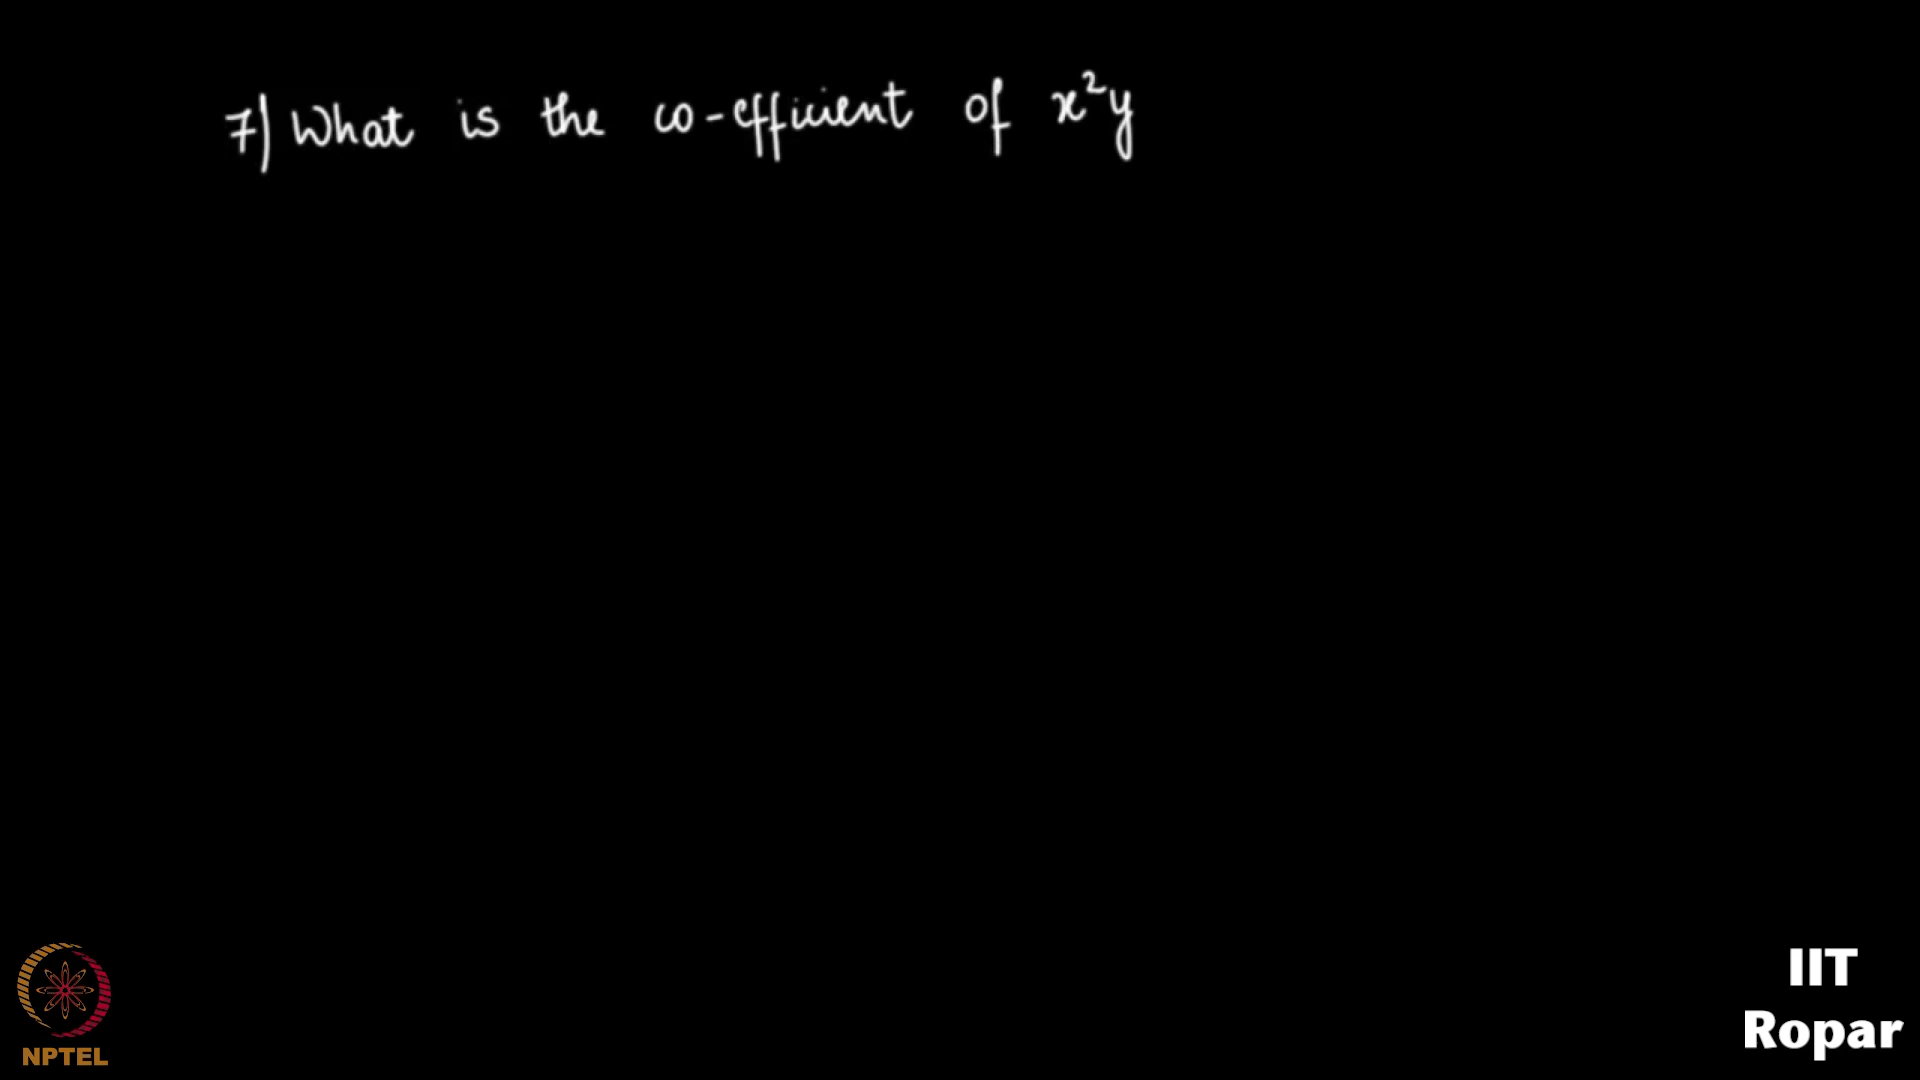 7) What is the co-efficient of x²y
NPTEL
IIT
Ropar